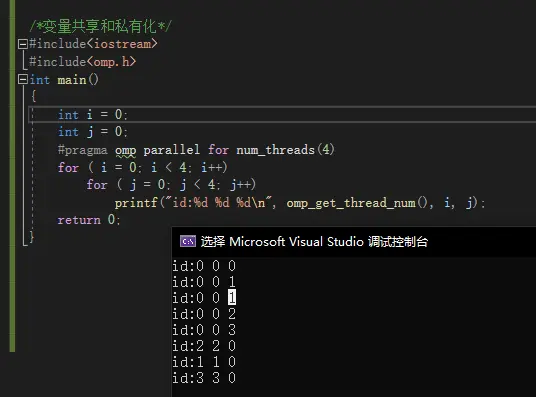 /*变量共享和私有化*/
#include<iostream>
#include<omp.h>
int main()
{
int i = 0;
int j = 0;
#pragma omp parallel for num_threads(4)
for ( i = 0; i < 4; i++)
for ( j = 0; j < 4; j++)
printf("id:%d %d %d\n", omp_get_thread_num(), i, j);
return 0;
}
选择 Microsoft Visual Studio 调试控制台
id:0 0 0
id:0 0 1
id:0 0 1
id:0 0 2
id:0 0 3
id:2 2 0
id:1 1 0
id:3 3 0